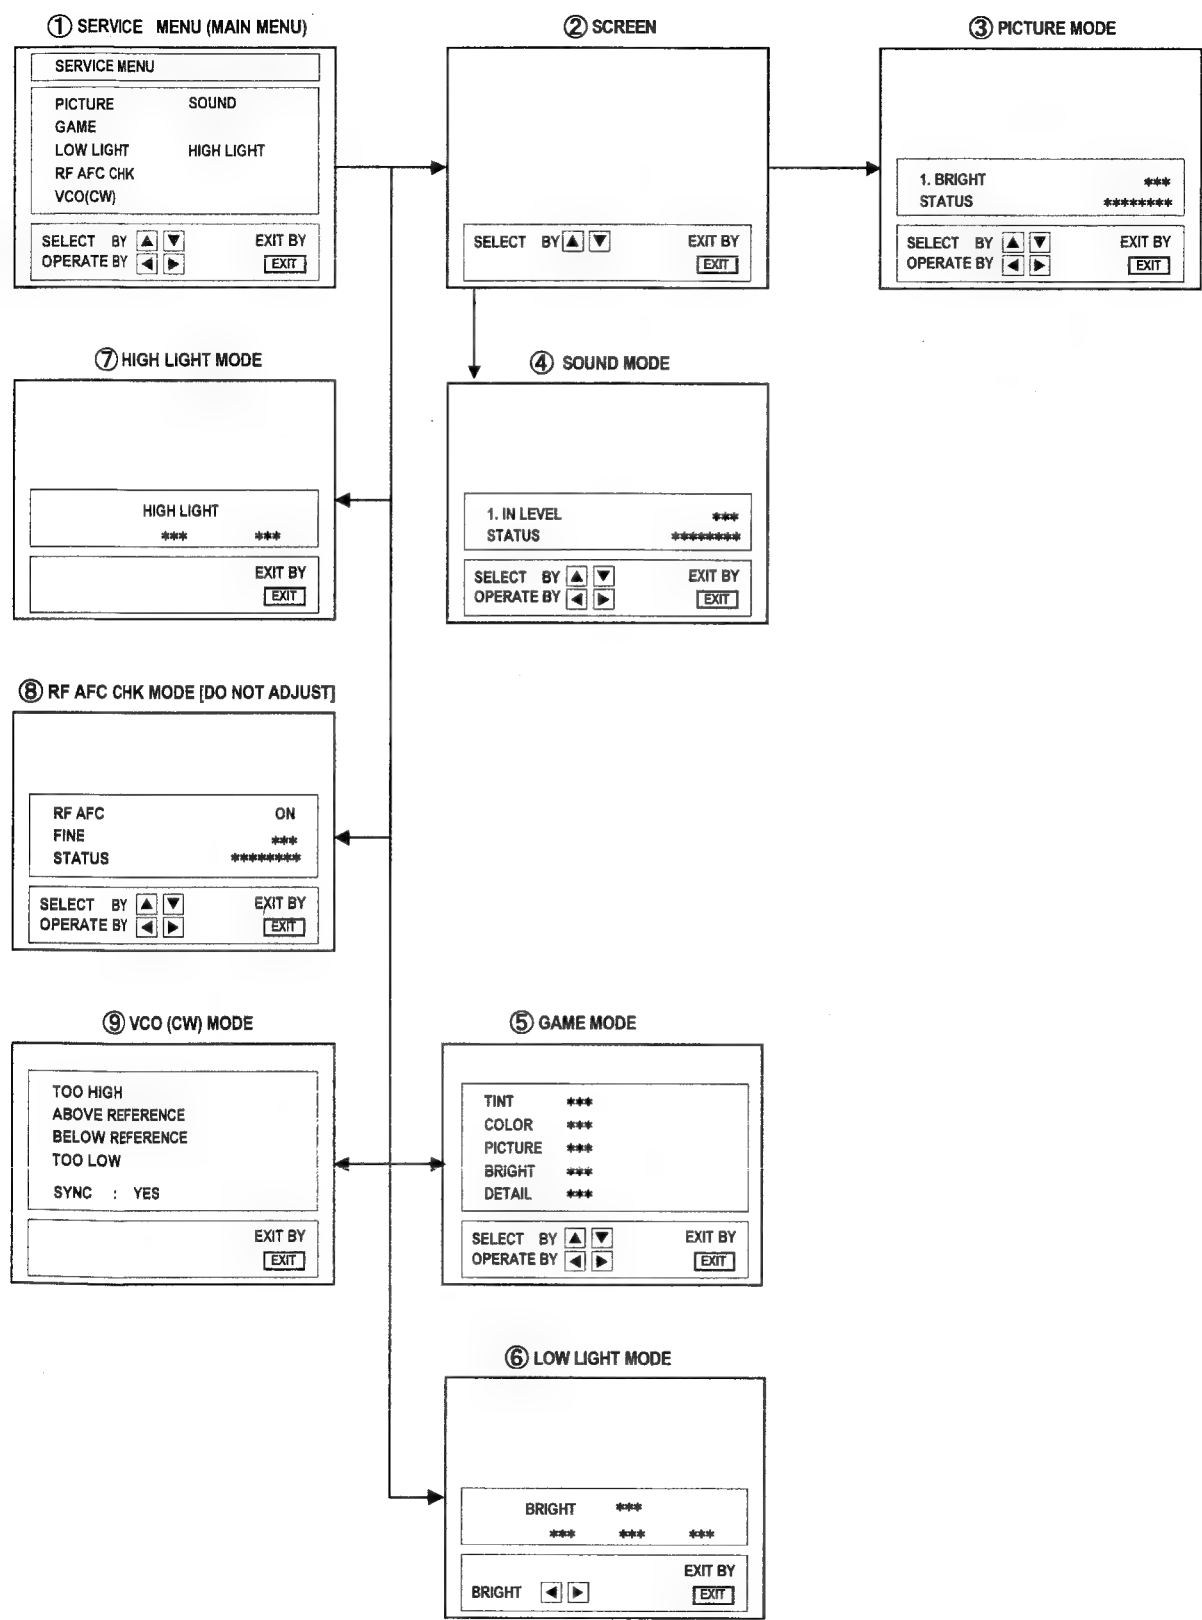 ① SERVICE MENU (MAIN MENU)
SERVICE MENU
PICTURE SOUND
GAME
LOW LIGHT HIGH LIGHT
RF AFC CHK
VCO(CW)
SELECT BY ▲ ▼ EXIT BY
OPERATE BY ◀ ▶ EXIT
② SCREEN
SELECT BY ▲ ▼ EXIT BY
EXIT
③ PICTURE MODE
1. BRIGHT ***
STATUS ********
SELECT BY ▲ ▼ EXIT BY
OPERATE BY ◀ ▶ EXIT
⑦ HIGH LIGHT MODE
HIGH LIGHT
*** ***
EXIT BY
EXIT
④ SOUND MODE
1. IN LEVEL ***
STATUS ********
SELECT BY ▲ ▼ EXIT BY
OPERATE BY ◀ ▶ EXIT
⑧ RF AFC CHK MODE [DO NOT ADJUST]
RF AFC ON
FINE ***
STATUS ********
SELECT BY ▲ ▼ EXIT BY
OPERATE BY ◀ ▶ EXIT
⑨ VCO (CW) MODE
TOO HIGH
ABOVE REFERENCE
BELOW REFERENCE
TOO LOW
SYNC : YES
EXIT BY
EXIT
⑤ GAME MODE
TINT ***
COLOR ***
PICTURE ***
BRIGHT ***
DETAIL ***
SELECT BY ▲ ▼ EXIT BY
OPERATE BY ◀ ▶ EXIT
⑥ LOW LIGHT MODE
BRIGHT ***
*** *** ***
EXIT BY
BRIGHT ◀ ▶ EXIT